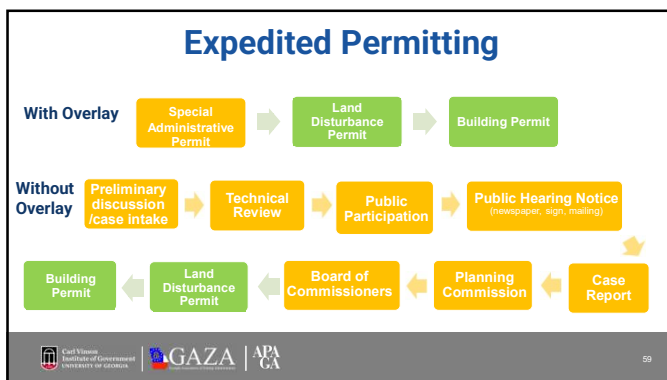 Expedited Permitting
With Overlay
Special
Administrative
Permit
Land
Disturbance
Permit
Building Permit
Without
Overlay
Preliminary
discussion
/case intake
Technical
Review
Public
Participation
Public Hearing Notice
(newspaper, sign, mailing)
Building
Permit
Land
Disturbance
Permit
Board of
Commissioners
Planning
Commission
Case
Report
Carl Vinson
Institute of Government
UNIVERSITY OF GEORGIA
GAZA
APA
GA
59